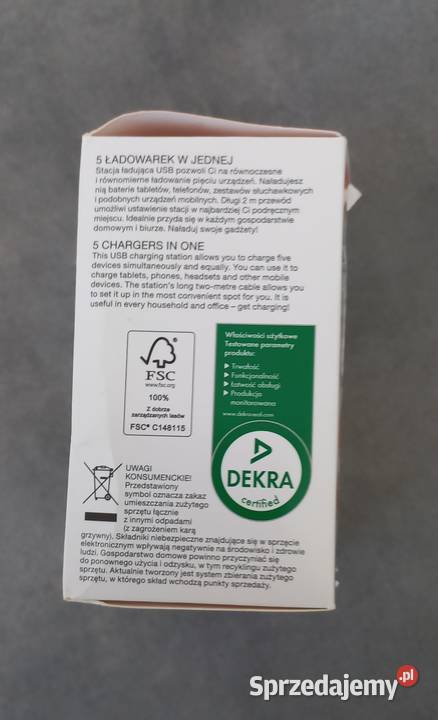 5 ŁADOWAREK W JEDNEJ
Stacja ładująca USB pozwoli Ci na równoczesne
i równomierne ładowanie pięciu urządzeń. Naładujesz
nią baterie tabletów, telefonów, zestawów słuchawkowych
i podobnych urządzeń mobilnych. Długi 2 m przewód
umożliwi ustawienie stacji w najbardziej Ci podręcznym
miejscu. Idealnie przyda się w każdym gospodarstwie
domowym i biurze. Naładuj swoje gadżety!
5 CHARGERS IN ONE
This USB charging station allows you to charge five
devices simultaneously and equally. You can use it to
charge tablets, phones, headsets and other mobile
devices. The station's long two-metre cable allows you
to set it up in the most convenient spot for you. It is
useful in every household and office – get charging!
FSC
www.fsc.org
100%
Z dobrze
zarządzanych lasów
FSC® C148115
Właściwości użytkowe
Testowane parametry
produktu:
Trwałość
Funkcjonalność
Łatwość obsługi
Produkcja
monitorowana
www.dekraseal.com
DEKRA
certified
UWAGI
KONSUMENCKIE!
Przedstawiony
symbol oznacza zakaz
umieszczania zużytego
sprzętu łącznie
z innymi odpadami
(z zagrożeniem karą
grzywny). Składniki niebezpieczne znajdujące się w sprzęcie
elektronicznym wpływają negatywnie na środowisko i zdrowie
ludzi. Gospodarstwo domowe powinno przyczyniać się
do ponownego użycia i odzysku, w tym recyklingu zużytego
sprzętu. Aktualnie tworzony jest system zbierania zużytego
sprzętu, w którego skład wchodzą punkty sprzedaży.
Sprzedajemy.pl